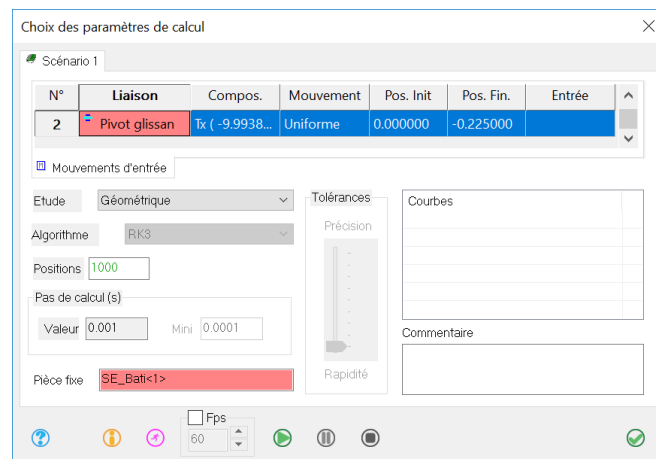 Choix des paramètres de calcul
Scénario 1
N° Liaison Compos. Mouvement Pos. Init Pos. Fin. Entrée
2 Pivot glissan Tx ( -9.9938... Uniforme 0.000000 -0.225000
Mouvements d'entrée
Etude Géométrique
Algorithme RK3
Positions 1000
Pas de calcul (s)
Valeur 0.001 Mini 0.0001
Pièce fixe SE_Bati<1>
Tolérances
Précision
Rapidité
Courbes
Commentaire
Fps
60